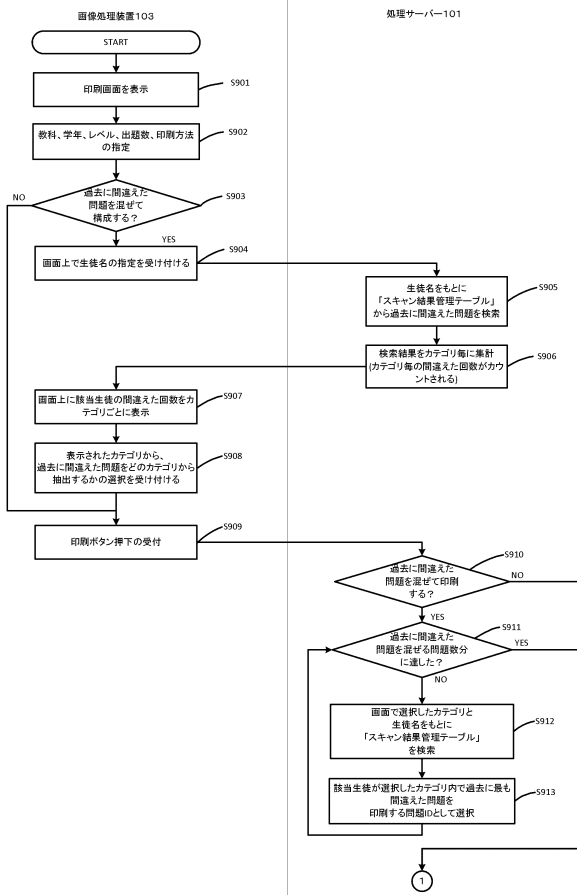 画像処理装置103
処理サーバー101
START
印刷画面を表示
S901
教科、学年、レベル、出題数、印刷方法
の指定
S902
過去に間違えた
問題を混ぜて
構成する？
S903
NO
YES
画面上で生徒名の指定を受け付ける
S904
生徒名をもとに
「スキャン結果管理テーブル」
から過去に間違えた問題を検索
S905
検索結果をカテゴリ毎に集計
(カテゴリ毎の間違えた回数がカウ
ントされる)
S906
画面上に該当生徒の間違えた回数をカ
テゴリごとに表示
S907
表示されたカテゴリから、
過去に間違えた問題をどのカテゴリから
抽出するかの選択を受け付ける
S908
印刷ボタン押下の受付
S909
過去に間違えた
問題を混ぜて印刷
する？
S910
NO
YES
過去に間違えた
問題を混ぜる問題数分
に達した？
S911
YES
NO
画面で選択したカテゴリと
生徒名をもとに
「スキャン結果管理テーブル」
を検索
S912
該当生徒が選択したカテゴリ内で過去に最も
間違えた問題を
印刷する問題IDとして選択
S913
1